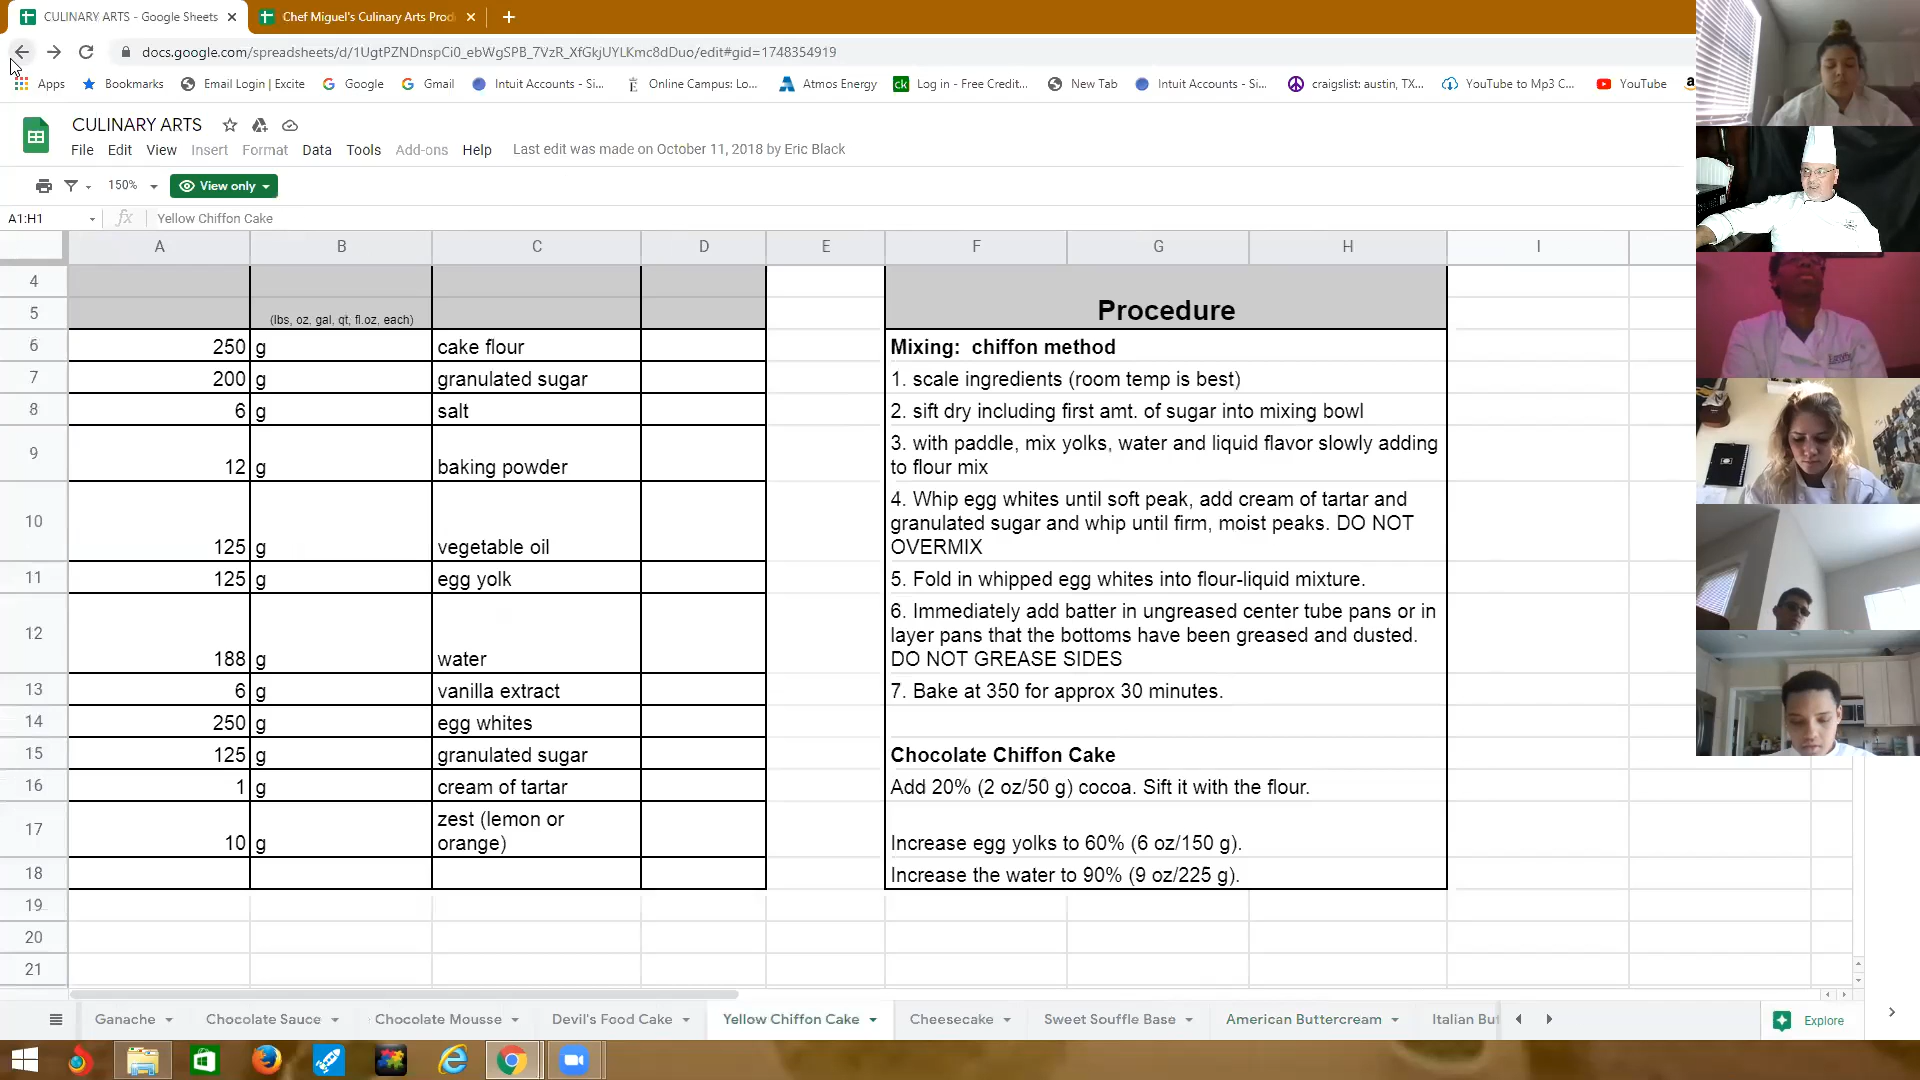 CULINARY ARTS - Google Sheets
Chef Miguel's Culinary Arts Prod
docs.google.com/spreadsheets/d/1UgtPZNDnspCi0_ebWgSPB_7VzR_XfGkjUYLKmc8dDuo/edit#gid=1748354919
Apps Bookmarks Email Login | Excite Google Gmail Intuit Accounts - Si... Online Campus: Lo... Atmos Energy Log in - Free Credit... New Tab Intuit Accounts - Si... craigslist: austin, TX... YouTube to Mp3 C... YouTube
CULINARY ARTS
File Edit View Insert Format Data Tools Add-ons Help Last edit was made on October 11, 2018 by Eric Black
150% View only
A1:H1 fx Yellow Chiffon Cake
A B C D E F G H I
4
5 (lbs, oz, gal, qt, fl.oz, each) Procedure
6 250 g cake flour Mixing: chiffon method
7 200 g granulated sugar 1. scale ingredients (room temp is best)
8 6 g salt 2. sift dry including first amt. of sugar into mixing bowl
9 12 g baking powder 3. with paddle, mix yolks, water and liquid flavor slowly adding
to flour mix
10 125 g vegetable oil 4. Whip egg whites until soft peak, add cream of tartar and
granulated sugar and whip until firm, moist peaks. DO NOT
OVERMIX
11 125 g egg yolk 5. Fold in whipped egg whites into flour-liquid mixture.
12 188 g water 6. Immediately add batter in ungreased center tube pans or in
layer pans that the bottoms have been greased and dusted.
DO NOT GREASE SIDES
13 6 g vanilla extract 7. Bake at 350 for approx 30 minutes.
14 250 g egg whites
15 125 g granulated sugar Chocolate Chiffon Cake
16 1 g cream of tartar Add 20% (2 oz/50 g) cocoa. Sift it with the flour.
17 10 g zest (lemon or
orange) Increase egg yolks to 60% (6 oz/150 g).
18 Increase the water to 90% (9 oz/225 g).
19
20
21
Ganache Chocolate Sauce Chocolate Mousse Devil's Food Cake Yellow Chiffon Cake Cheesecake Sweet Souffle Base American Buttercream Italian But Explore